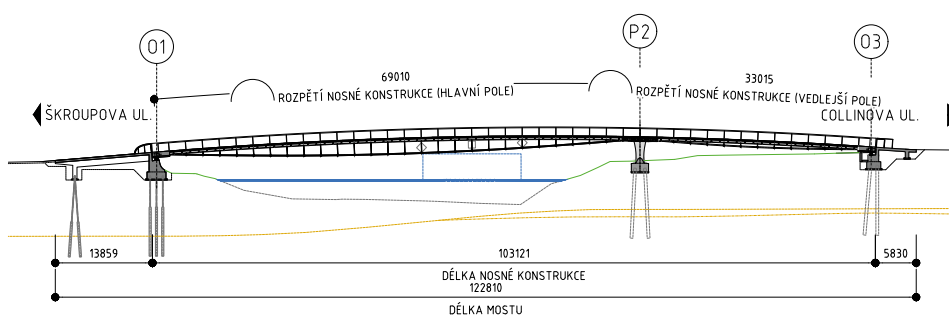 O1
P2
O3
69010
33015
ROZPĚTÍ NOSNÉ KONSTRUKCE (HLAVNÍ POLE)
ROZPĚTÍ NOSNÉ KONSTRUKCE (VEDLEJŠÍ POLE)
ŠKROUPOVA UL.
COLLINOVA UL.
13859
103121
5830
DÉLKA NOSNÉ KONSTRUKCE
122810
DÉLKA MOSTU